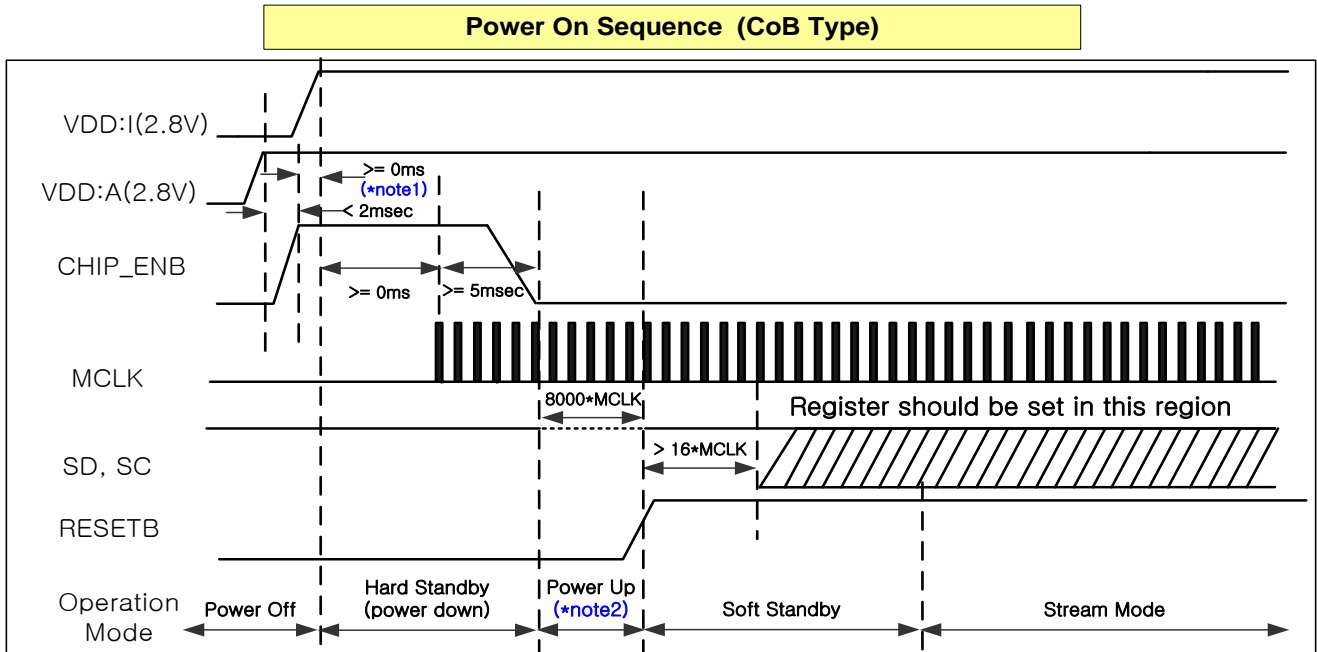 Power On Sequence (CoB Type)
VDD:I(2.8V)
VDD:A(2.8V)
>= 0ms
(*note1)
< 2msec
CHIP_ENB
>= 0ms
>= 5msec
MCLK
8000*MCLK
Register should be set in this region
SD, SC
> 16*MCLK
RESETB
Operation
Mode
Power Off
Hard Standby
(power down)
Power Up
(*note2)
Soft Standby
Stream Mode